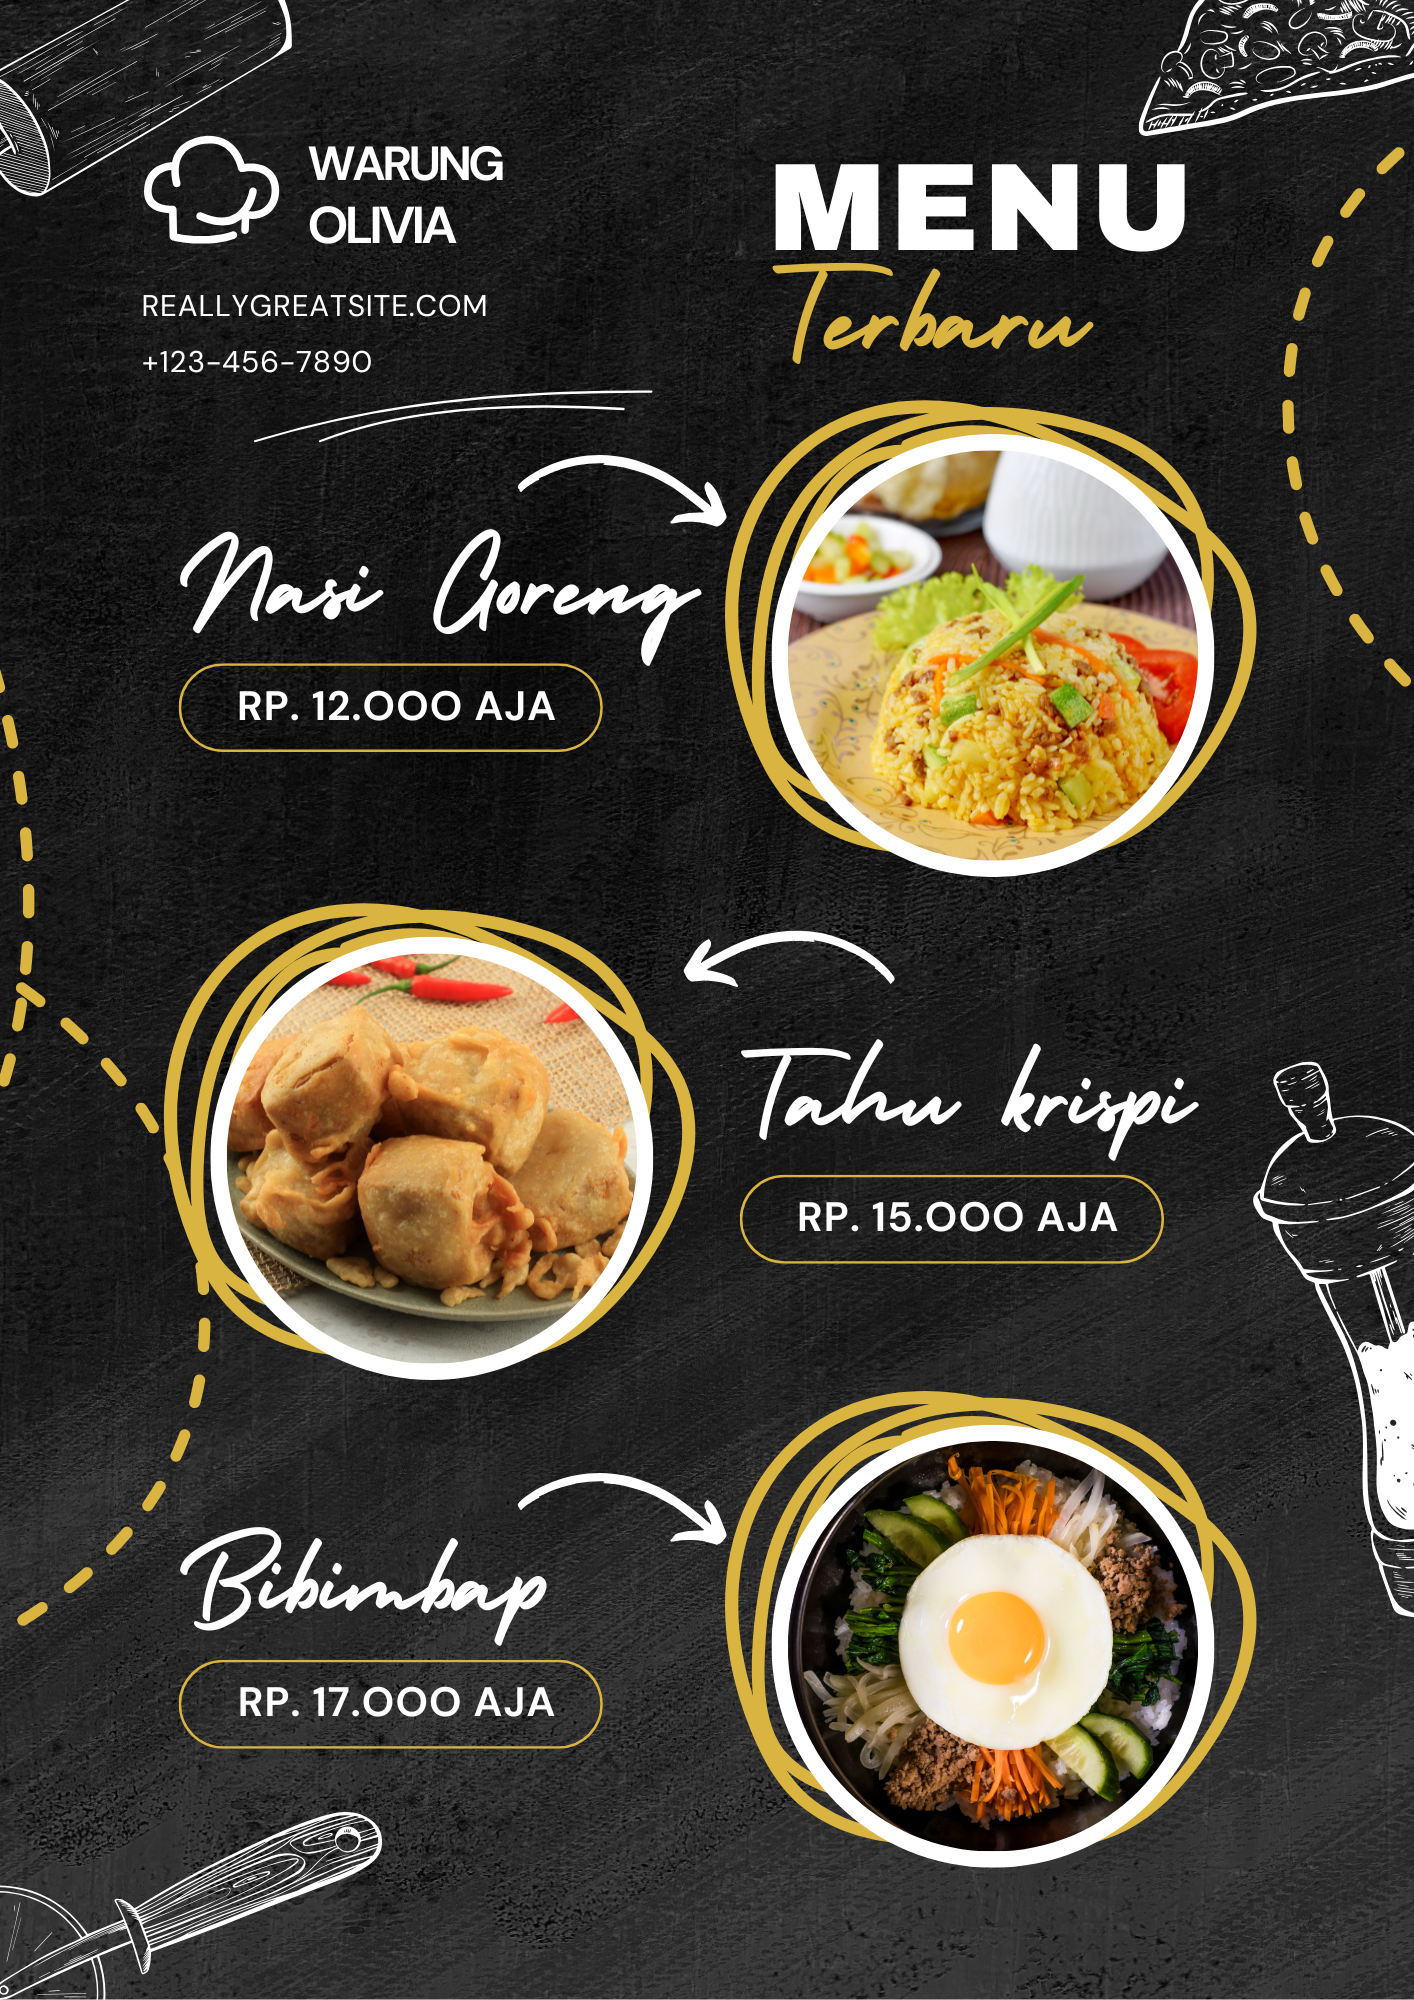 WARUNG
OLIVIA
REALLYGREATSITE.COM
+123-456-7890
MENU
Terbaru
Nasi Goreng
RP. 12.000 AJA
Tahu krispi
RP. 15.000 AJA
Bibimbap
RP. 17.000 AJA